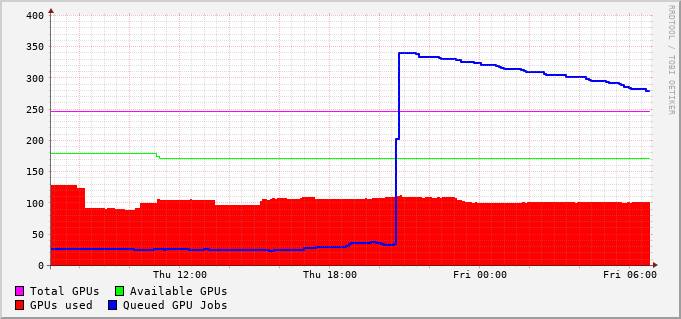 400
350
300
250
200
150
100
50
0
Thu 12:00 Thu 18:00 Fri 00:00 Fri 06:00
Total GPUs Available GPUs
GPUs used Queued GPU Jobs
RRDTOOL / TOBI OETIKER